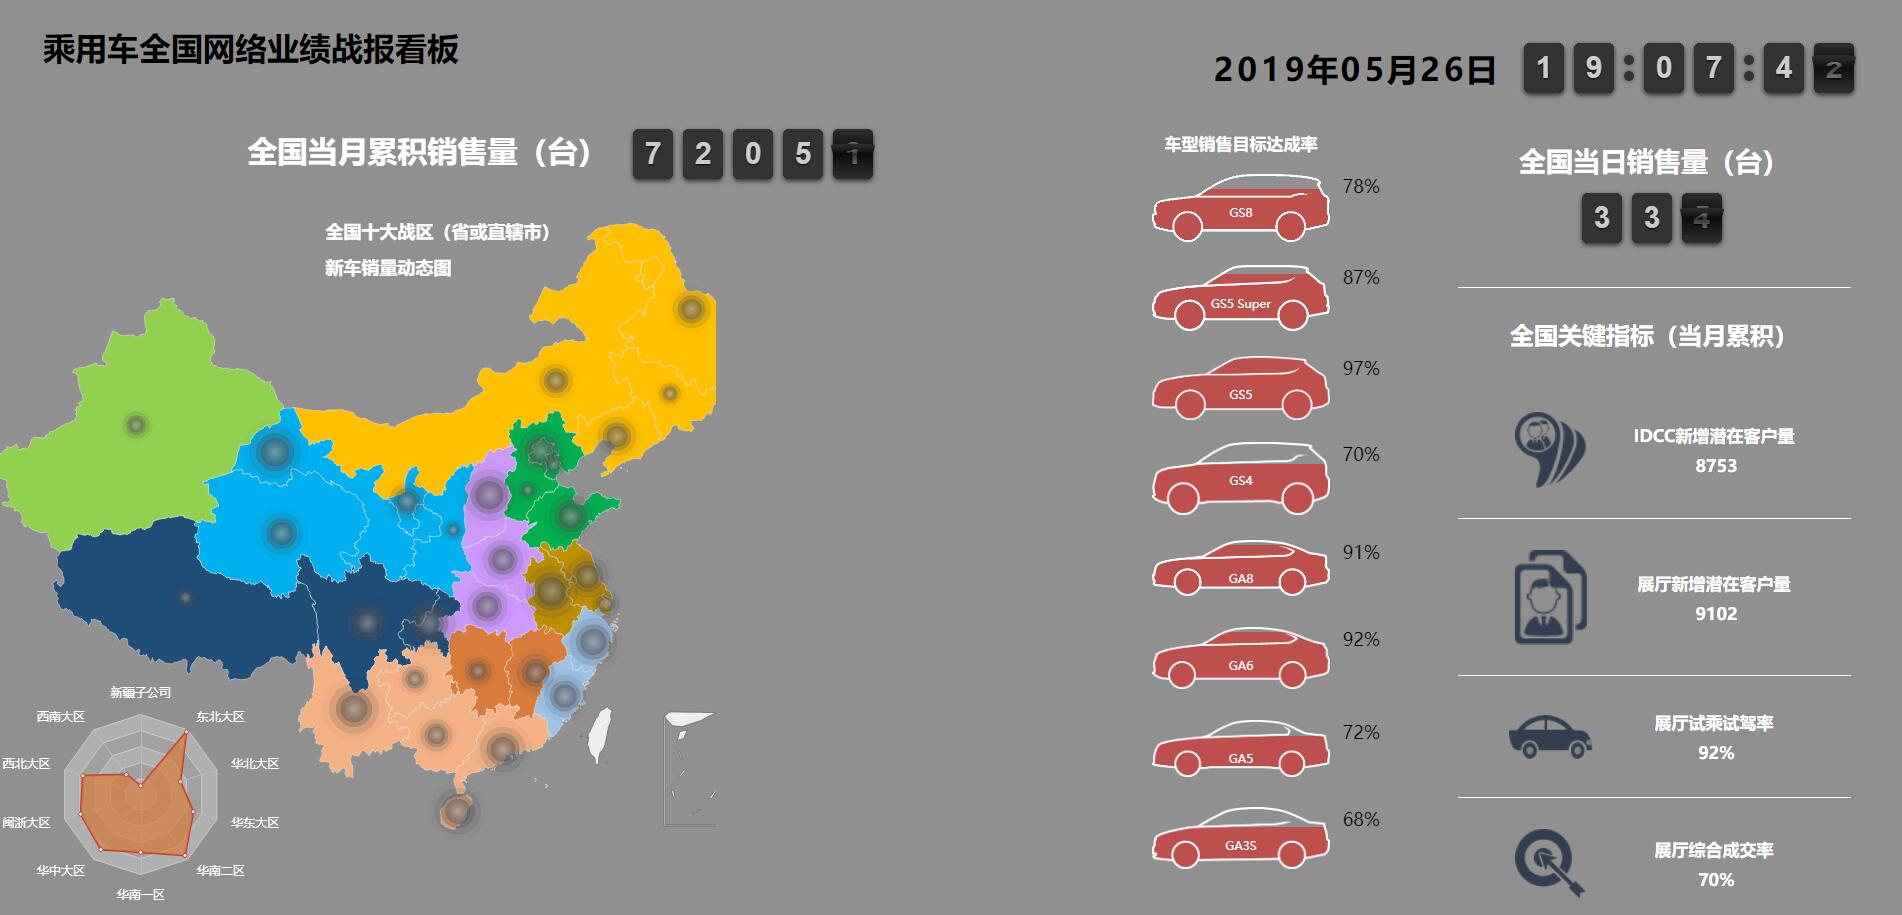 乘用车全国网络业绩战报看板
2019年05月26日
19:07:42
全国当月累积销售量（台）
7205
全国十大战区（省或直辖市）
新车销量动态图
新疆子公司
西南大区
东北大区
西北大区
华北大区
闽浙大区
华东大区
华中大区
华南二区
华南一区
车型销售目标达成率
GS8
78%
GS5 Super
87%
GS5
97%
GS4
70%
GA8
91%
GA6
92%
GA5
72%
GA3S
68%
全国当日销售量（台）
33
全国关键指标（当月累积）
IDCC新增潜在客户量
8753
展厅新增潜在客户量
9102
展厅试乘试驾率
92%
展厅综合成交率
70%